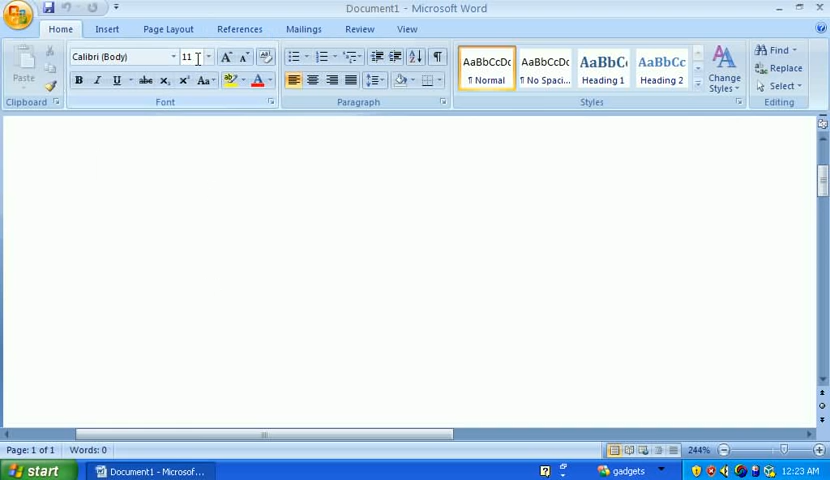 Document1 - Microsoft Word
Home Insert Page Layout References Mailings Review View
Calibri (Body) 11
Paste
B I U abc X₂ X² Aa A
AaBbCcDc AaBbCcDc AaBbC AaBbCc
¶ Normal ¶ No Spaci... Heading 1 Heading 2
Change Styles
Find
Replace
Select
Clipboard Font Paragraph Styles Editing
Page: 1 of 1 Words: 0 244%
start Document1 - Microsof... gadgets 12:23 AM